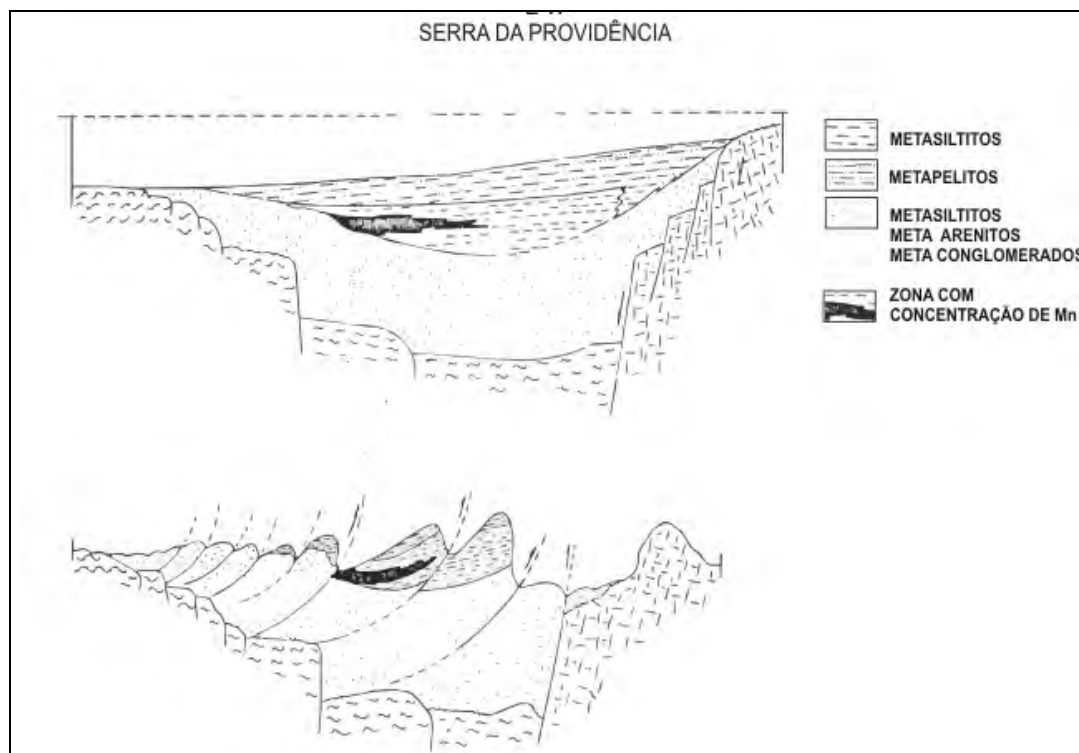 SERRA DA PROVIDÊNCIA
METASILTITOS
METAPELITOS
METASILTITOS
META ARENITOS
META CONGLOMERADOS
ZONA COM
CONCENTRAÇÃO DE Mn